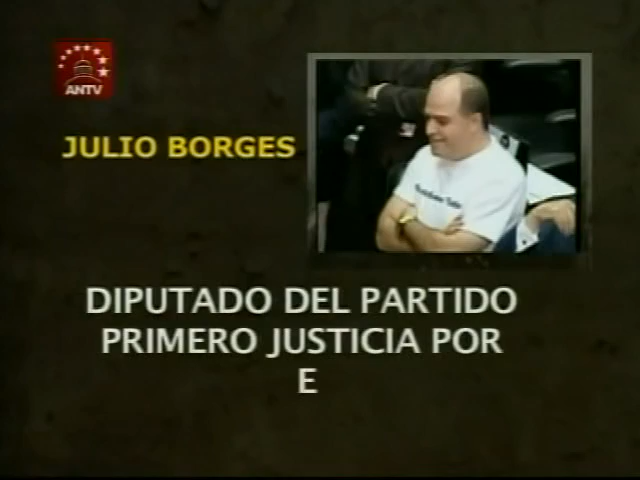 ANTV
JULIO BORGES
DIPUTADO DEL PARTIDO
PRIMERO JUSTICIA POR
E